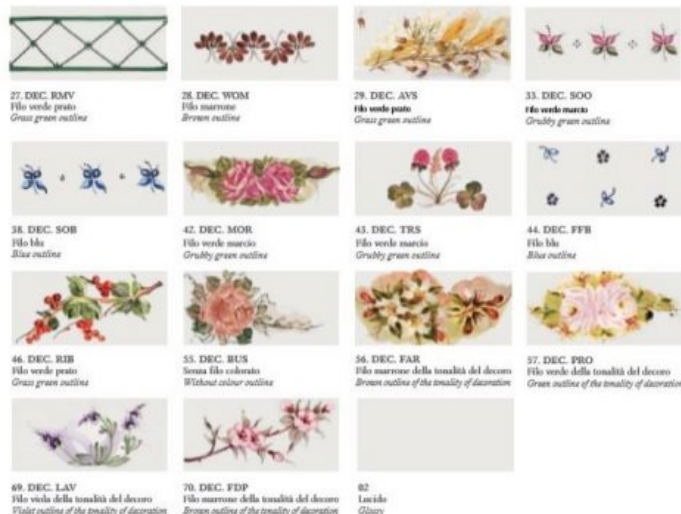 27. DEC. RMV
Filo verde prato
Grass green outline
28. DEC. WOM
Filo marrone
Brown outline
29. DEC. AVS
Filo verde prato
Grass green outline
33. DEC. SOO
Filo verde marcio
Grubby green outline
38. DEC. SOB
Filo blu
Blue outline
42. DEC. MOR
Filo verde marcio
Grubby green outline
43. DEC. TRS
Filo verde marcio
Grubby green outline
44. DEC. FFB
Filo blu
Blue outline
46. DEC. RIB
Filo verde prato
Grass green outline
55. DEC. BUS
Senza filo colorato
Without colour outline
56. DEC. FAR
Filo marrone della tonalità del decoro
Brown outline of the tonality of decoration
57. DEC. PRO
Filo verde della tonalità del decoro
Green outline of the tonality of decoration
69. DEC. LAV
Filo viola della tonalità del decoro
Violet outline of the tonality of decoration
70. DEC. FDP
Filo marrone della tonalità del decoro
Brown outline of the tonality of decoration
02
Lucido
Glossy